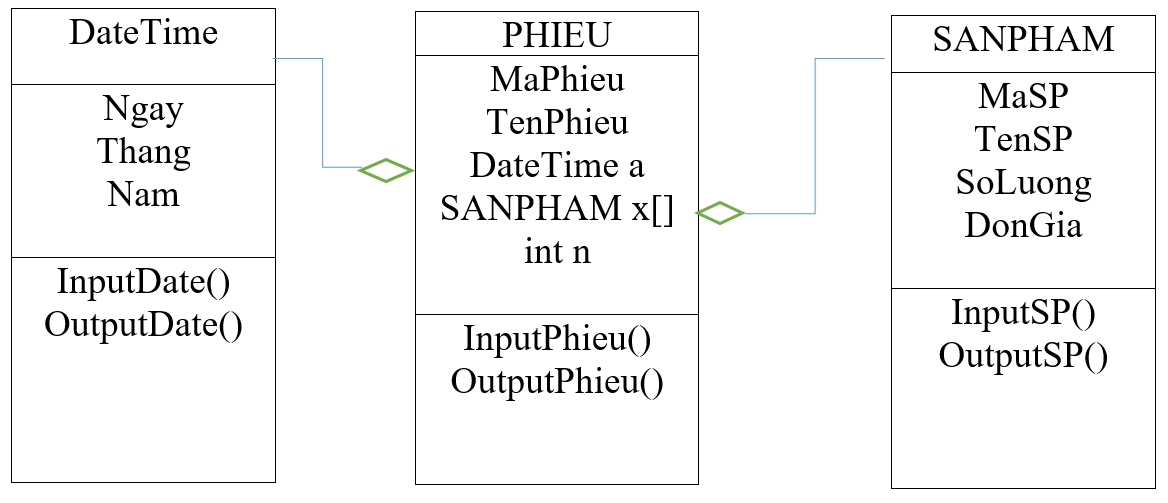 DateTime
Ngay
Thang
Nam
InputDate()
OutputDate()
PHIEU
MaPhieu
TenPhieu
DateTime a
SANPHAM x[]
int n
InputPhieu()
OutputPhieu()
SANPHAM
MaSP
TenSP
SoLuong
DonGia
InputSP()
OutputSP()